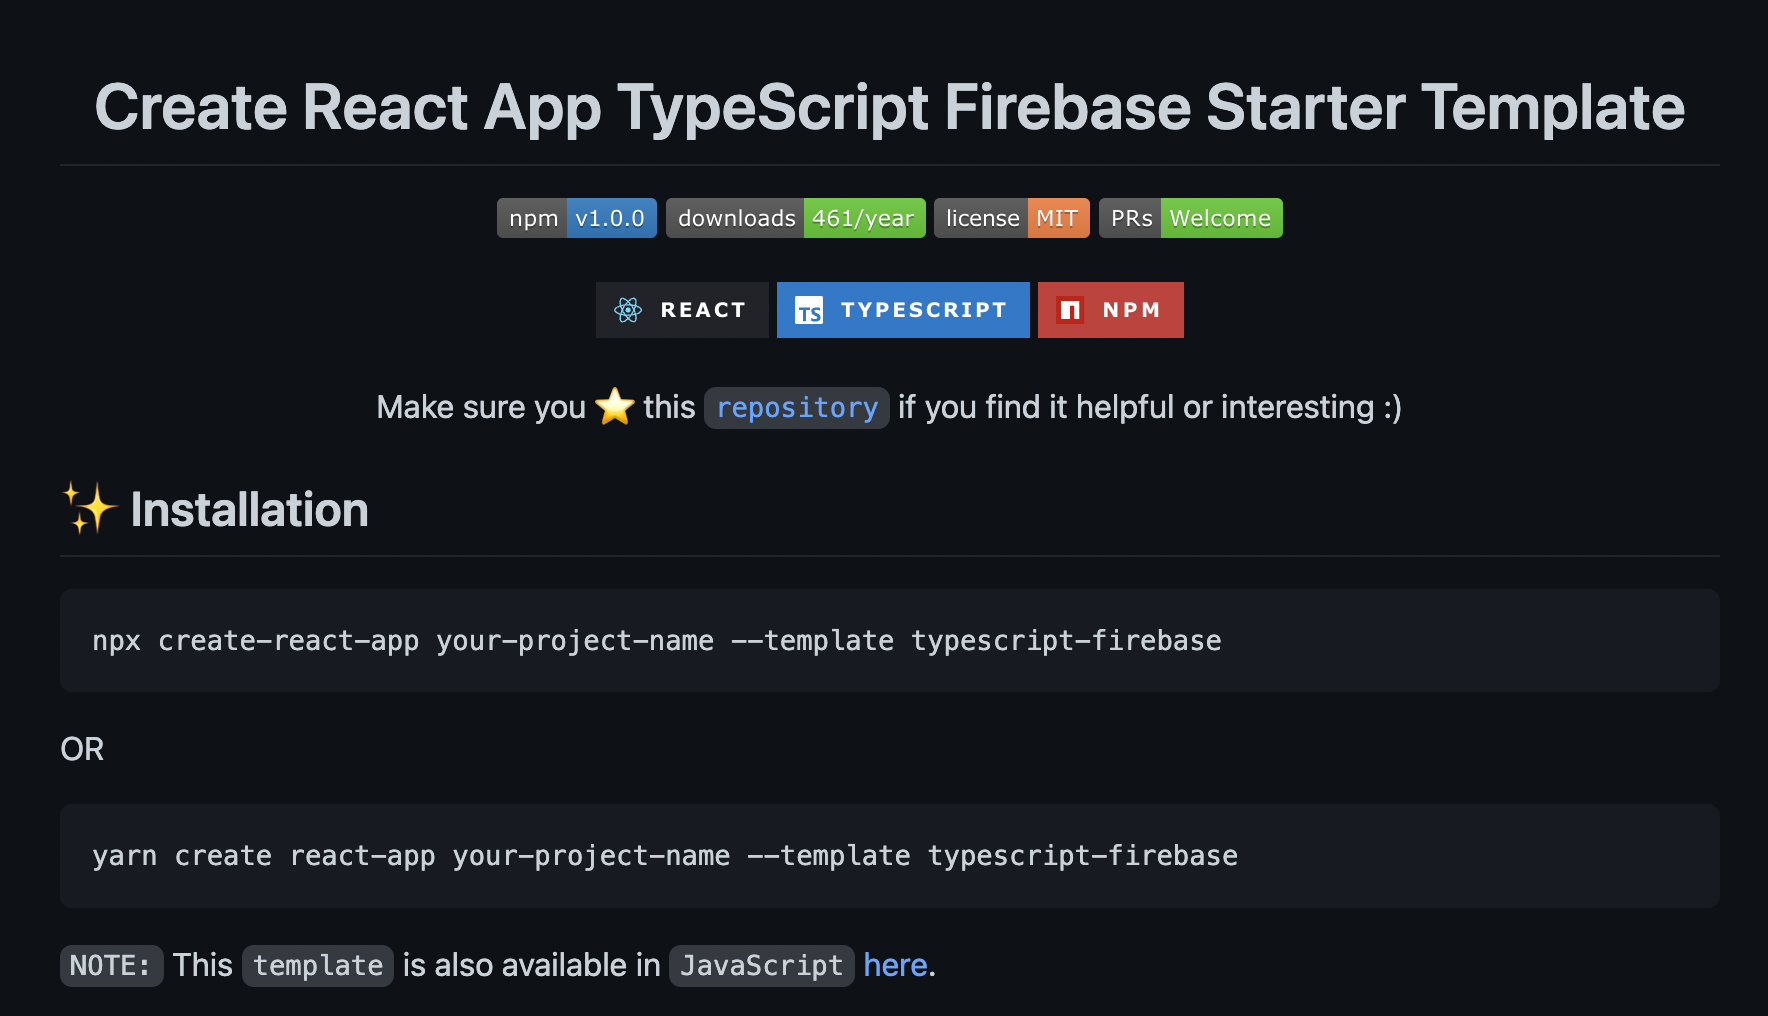 Create React App TypeScript Firebase Starter Template
npm v1.0.0 downloads 461/year license MIT PRs Welcome
REACT TS TYPESCRIPT NPM
Make sure you ⭐ this repository if you find it helpful or interesting :)
✨ Installation
npx create-react-app your-project-name --template typescript-firebase
OR
yarn create react-app your-project-name --template typescript-firebase
NOTE: This template is also available in JavaScript here.